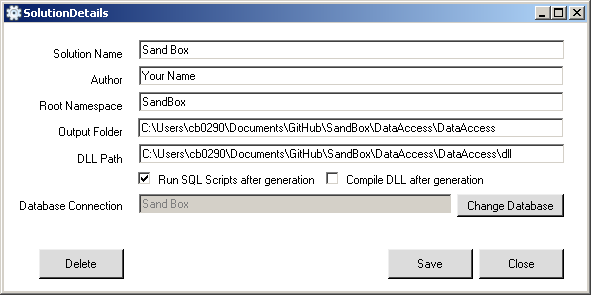 SolutionDetails
Solution Name Sand Box
Author Your Name
Root Namespace SandBox
Output Folder C:\Users\cb0290\Documents\GitHub\SandBox\DataAccess\DataAccess
DLL Path C:\Users\cb0290\Documents\GitHub\SandBox\DataAccess\DataAccess\dll
Run SQL Scripts after generation Compile DLL after generation
Database Connection Sand Box Change Database
Delete Save Close